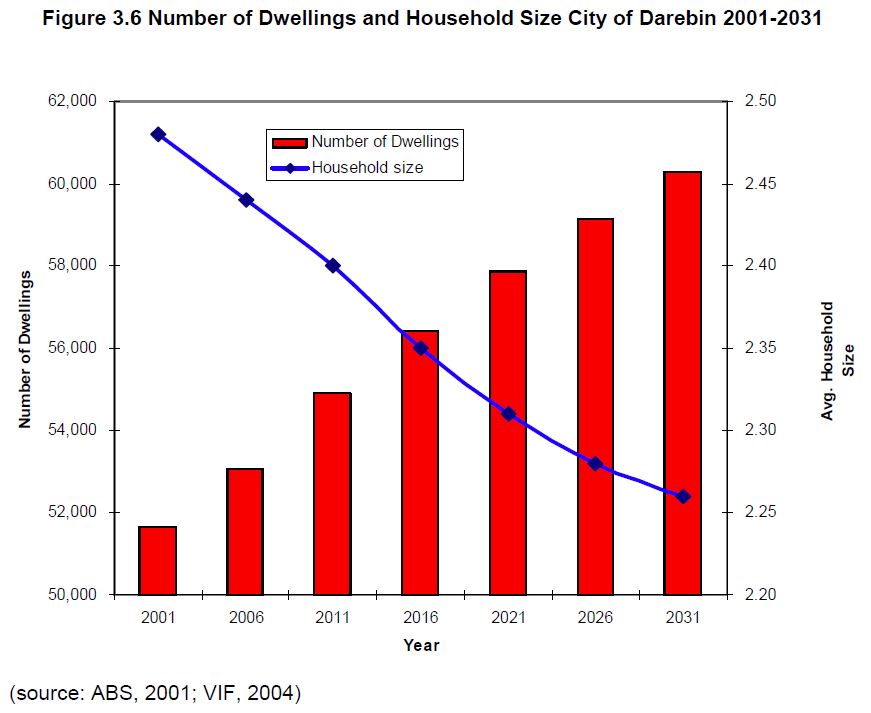 Figure 3.6 Number of Dwellings and Household Size City of Darebin 2001-2031
62,000
60,000
58,000
56,000
54,000
52,000
50,000
Number of Dwellings
Number of Dwellings
Household size
2.50
2.45
2.40
2.35
2.30
2.25
2.20
Avg. Household
Size
2001 2006 2011 2016 2021 2026 2031
Year
(source: ABS, 2001; VIF, 2004)